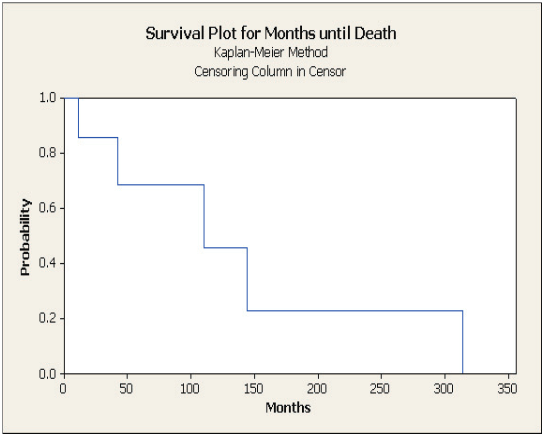 Survival Plot for Months until Death
Kaplan-Meier Method
Censoring Column in Censor
1.0
0.8
0.6
0.4
0.2
0.0
Probability
0 50 100 150 200 250 300 350
Months